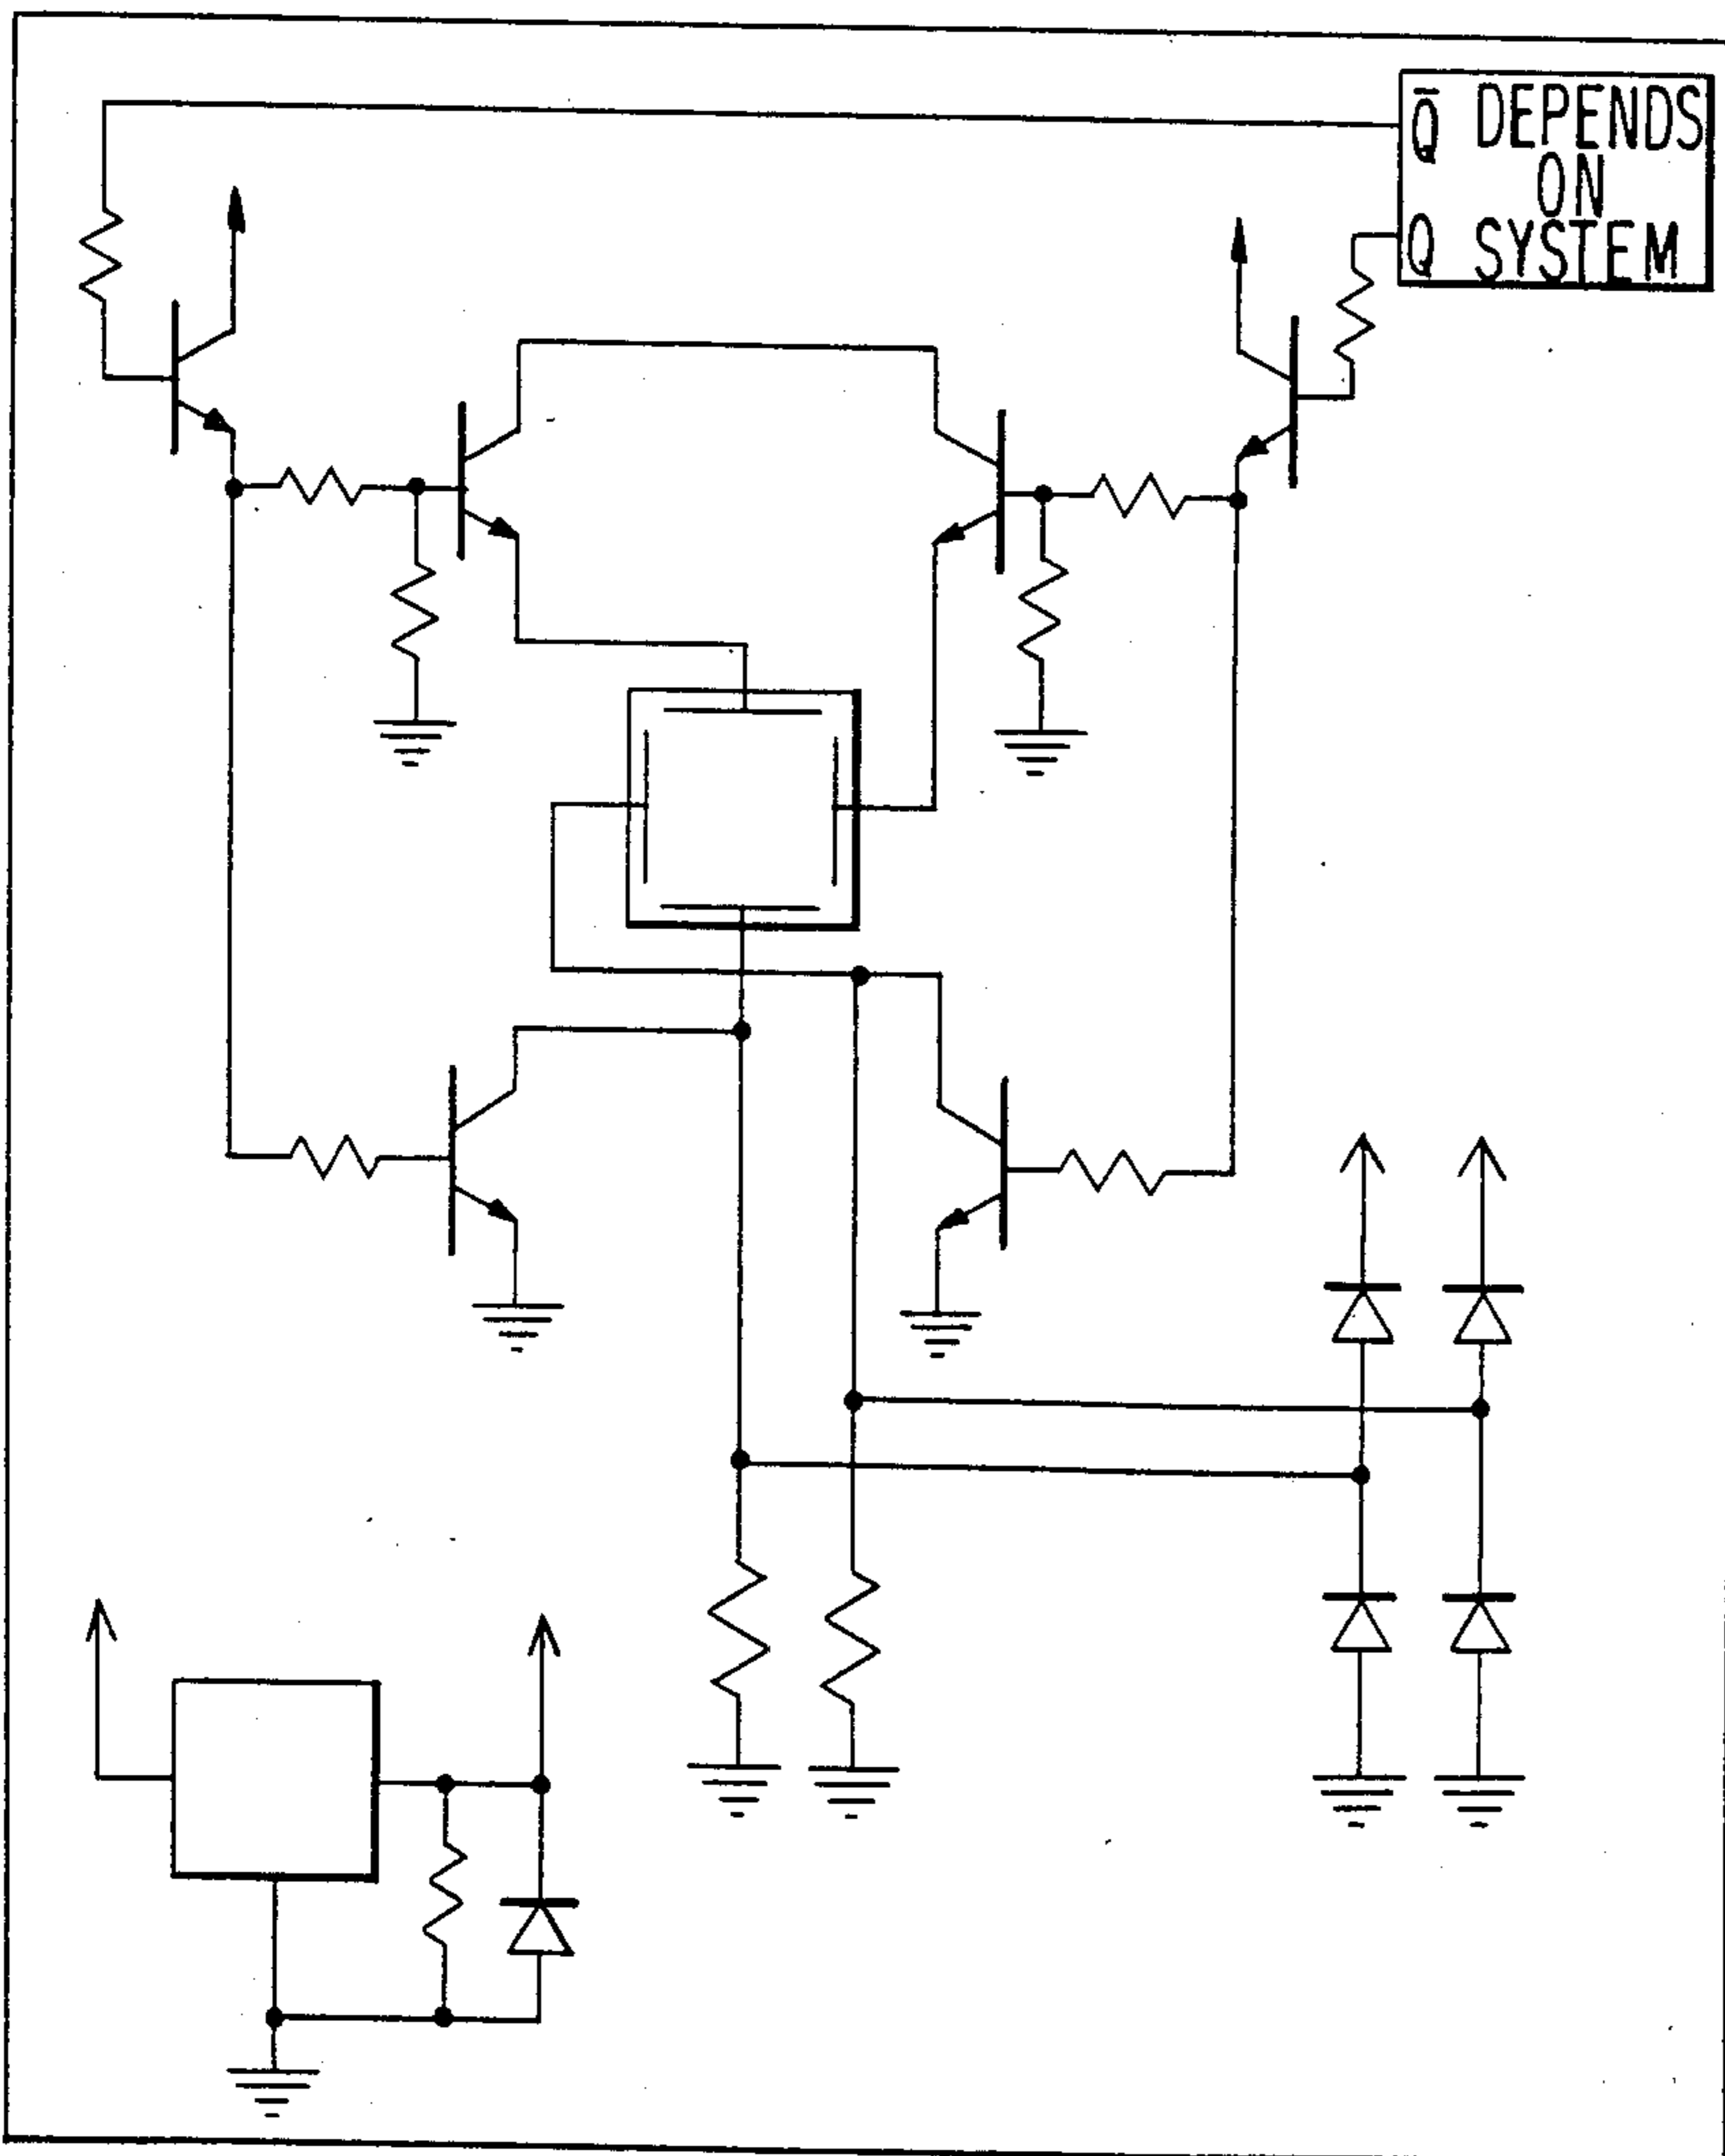 Q̅ DEPENDS
ON
Q SYSTEM